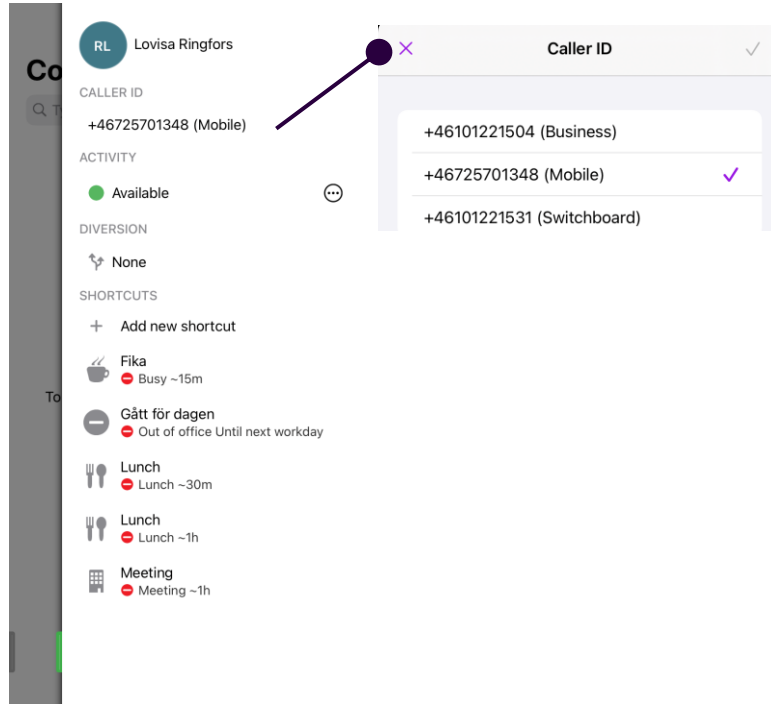 Co
T
To
RL
Lovisa Ringfors
CALLER ID
+46725701348 (Mobile)
ACTIVITY
Available
DIVERSION
None
SHORTCUTS
Add new shortcut
Fika
Busy ~15m
Gått för dagen
Out of office Until next workday
Lunch
Lunch ~30m
Lunch
Lunch ~1h
Meeting
Meeting ~1h
Caller ID
+46101221504 (Business)
+46725701348 (Mobile)
+46101221531 (Switchboard)